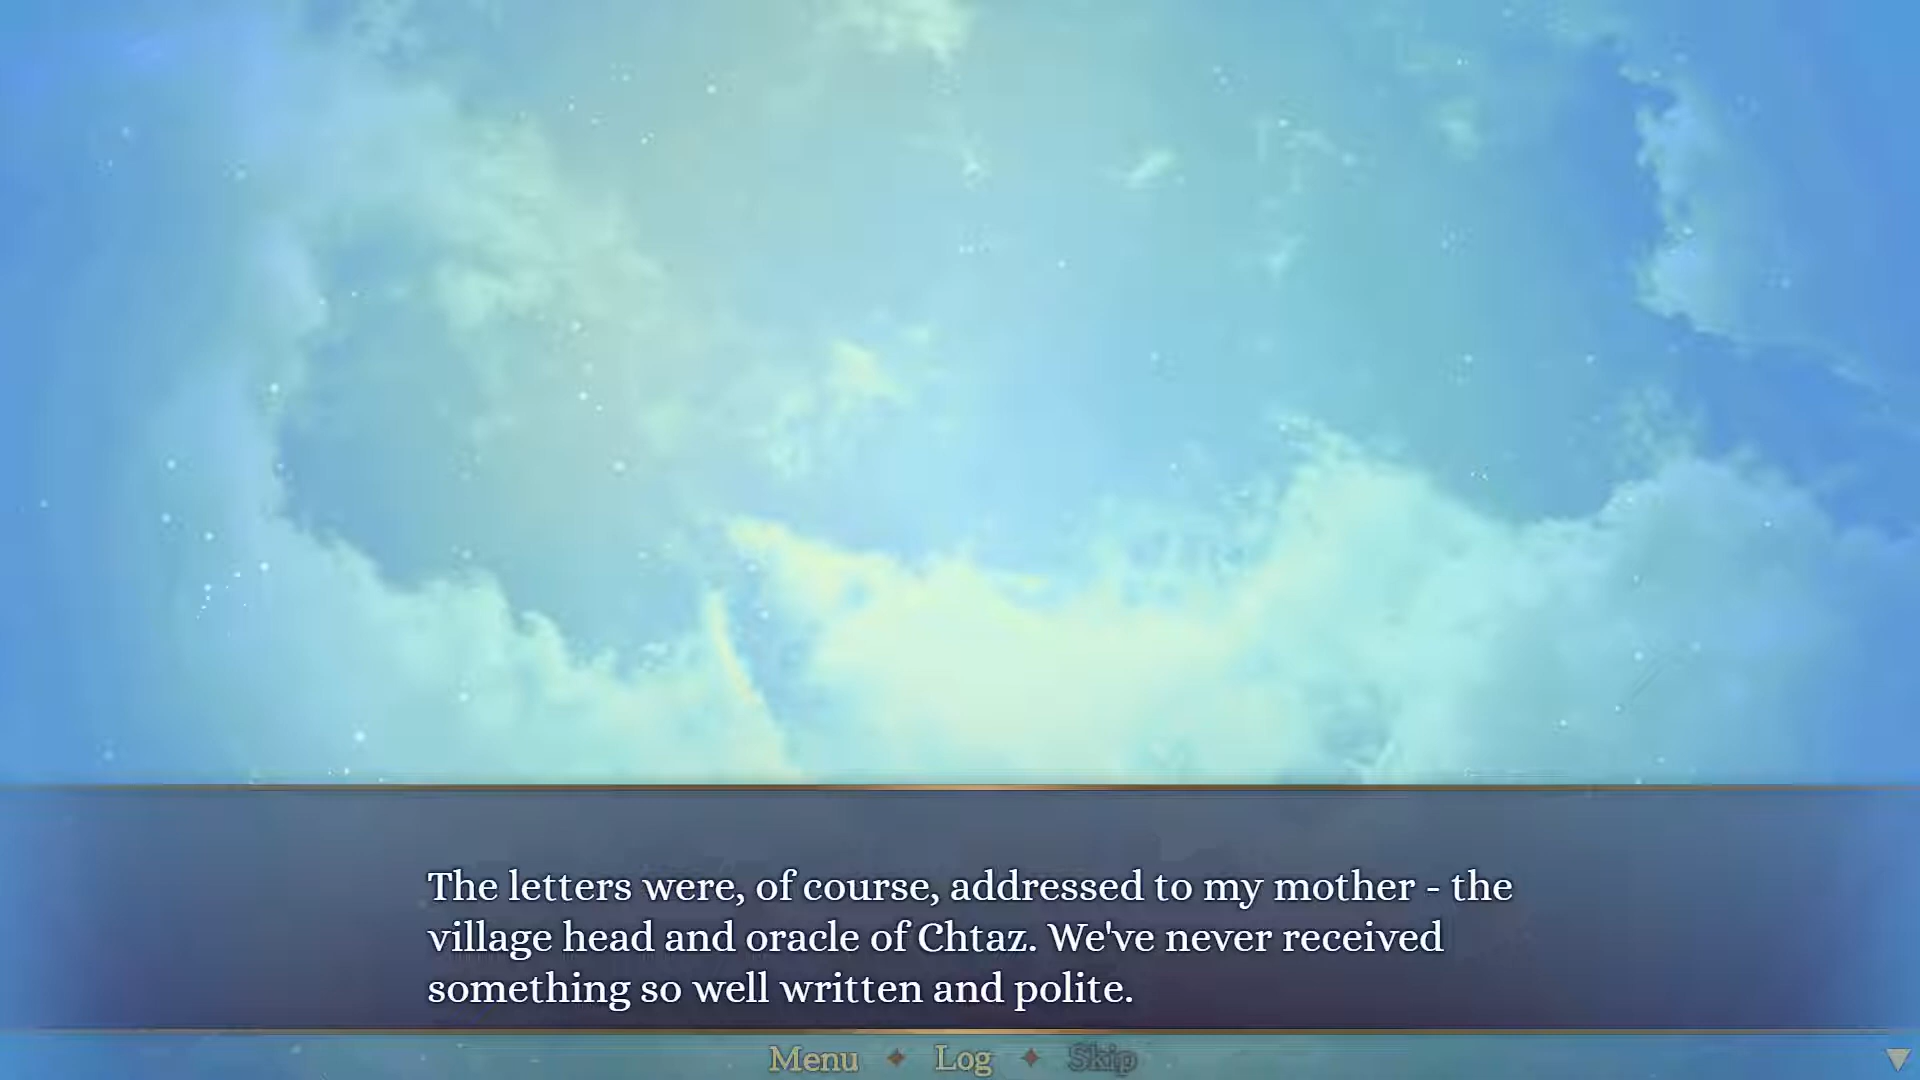 The letters were, of course, addressed to my mother - the
village head and oracle of Chtaz. We've never received
something so well written and polite.
Menu ✦ Log ✦ Skip